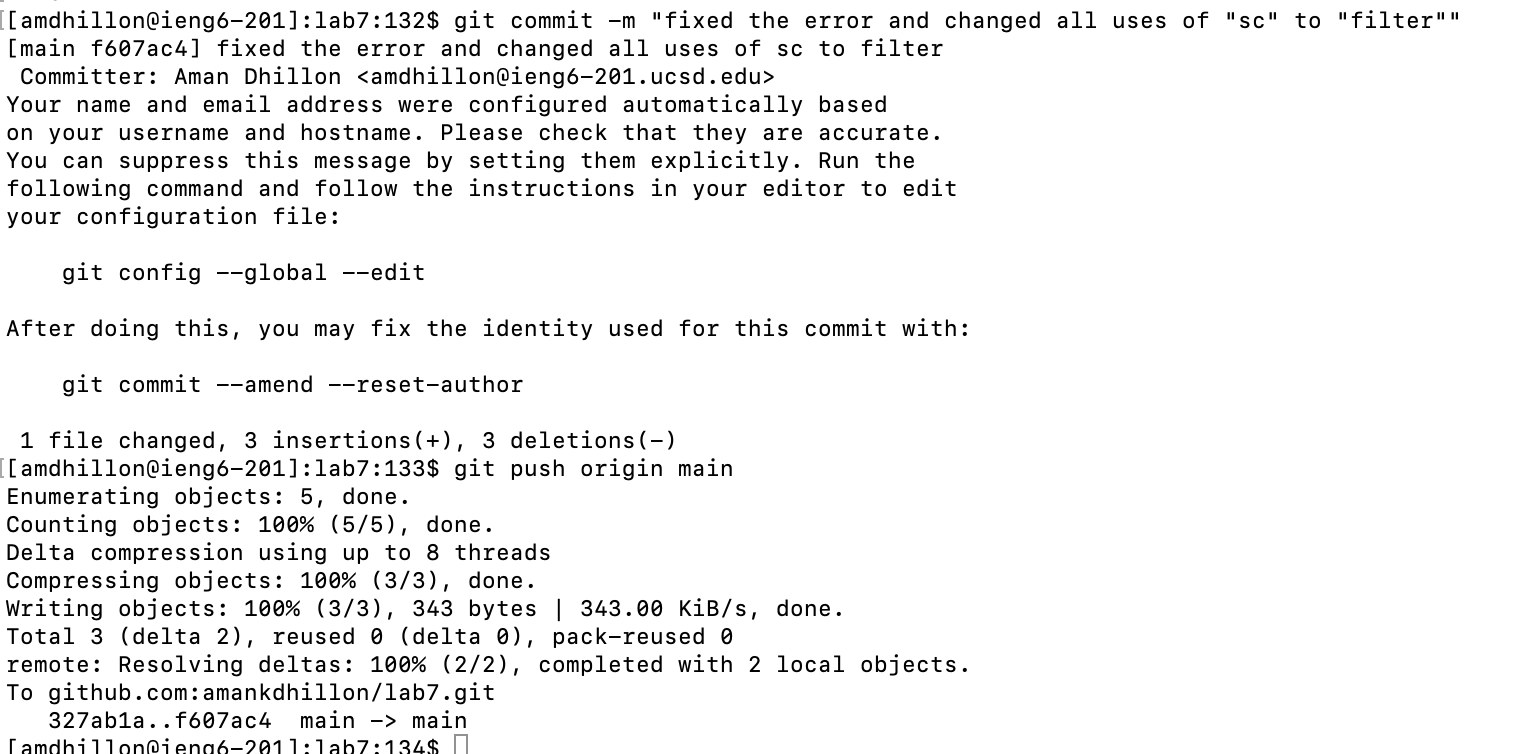 [amdhillon@ieng6-201]:lab7:132$ git commit -m "fixed the error and changed all uses of "sc" to "filter""
[main f607ac4] fixed the error and changed all uses of sc to filter
 Committer: Aman Dhillon <amdhillon@ieng6-201.ucsd.edu>
Your name and email address were configured automatically based
on your username and hostname. Please check that they are accurate.
You can suppress this message by setting them explicitly. Run the
following command and follow the instructions in your editor to edit
your configuration file:

    git config --global --edit

After doing this, you may fix the identity used for this commit with:

    git commit --amend --reset-author

 1 file changed, 3 insertions(+), 3 deletions(-)
[amdhillon@ieng6-201]:lab7:133$ git push origin main
Enumerating objects: 5, done.
Counting objects: 100% (5/5), done.
Delta compression using up to 8 threads
Compressing objects: 100% (3/3), done.
Writing objects: 100% (3/3), 343 bytes | 343.00 KiB/s, done.
Total 3 (delta 2), reused 0 (delta 0), pack-reused 0
remote: Resolving deltas: 100% (2/2), completed with 2 local objects.
To github.com:amankdhillon/lab7.git
   327ab1a..f607ac4  main -> main
[amdhillon@ieng6-201]:lab7:134$